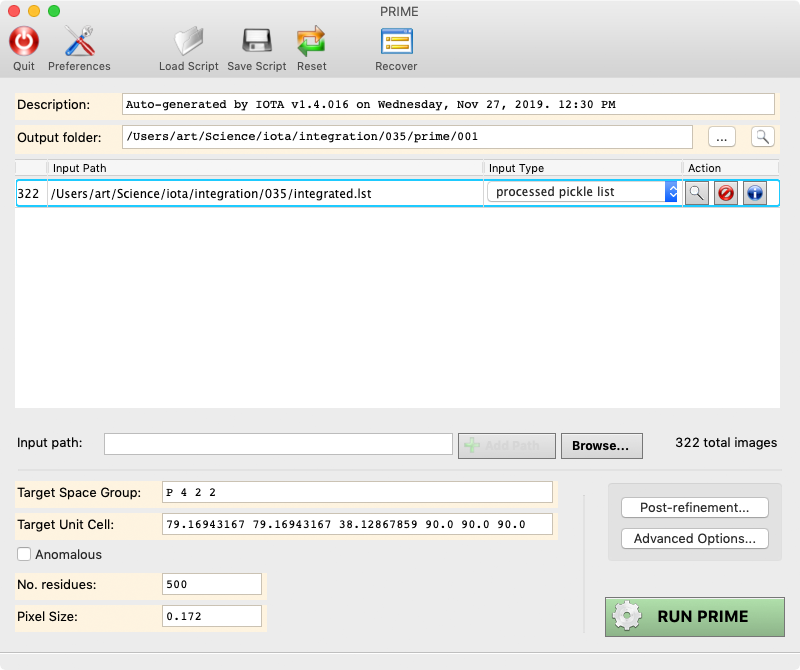 PRIME
Quit Preferences Load Script Save Script Reset Recover
Description: Auto-generated by IOTA v1.4.016 on Wednesday, Nov 27, 2019. 12:30 PM
Output folder: /Users/art/Science/iota/integration/035/prime/001 ...
Input Path Input Type Action
322 /Users/art/Science/iota/integration/035/integrated.lst processed pickle list
Input path: Add Path Browse... 322 total images
Target Space Group: P 4 2 2
Post-refinement...
Target Unit Cell: 79.16943167 79.16943167 38.12867859 90.0 90.0 90.0
Advanced Options...
Anomalous
No. residues: 500
Pixel Size: 0.172
RUN PRIME